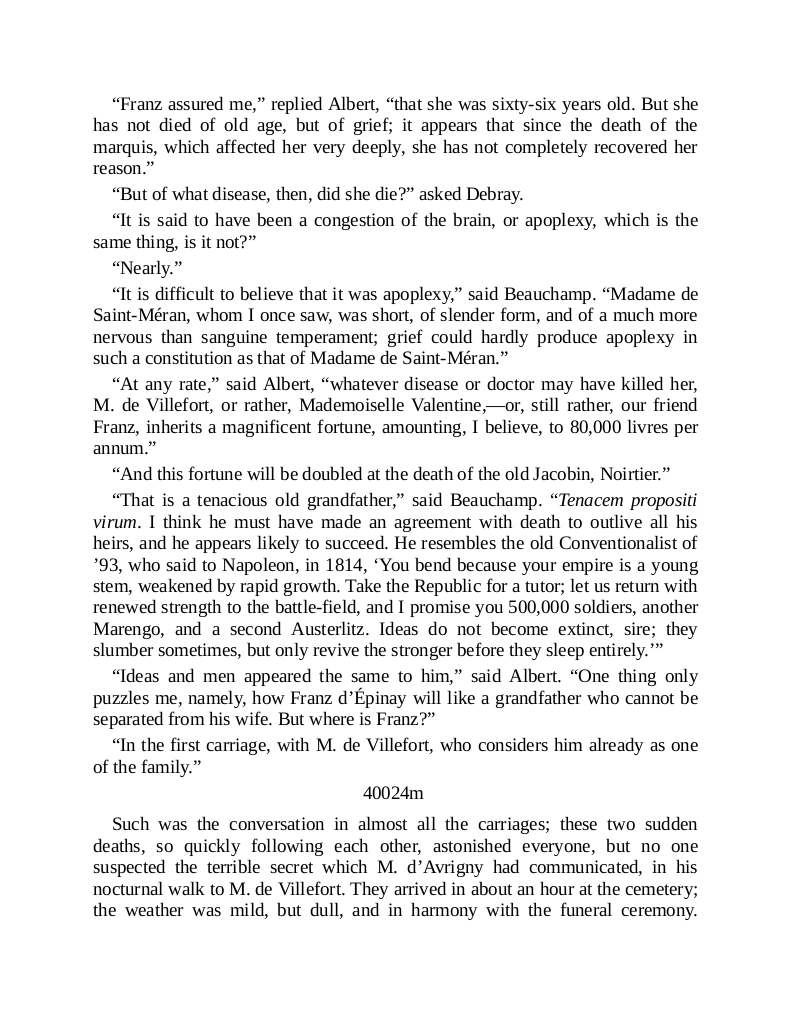 “Franz assured me,” replied Albert, “that she was sixty-six years old. But she
has not died of old age, but of grief; it appears that since the death of the
marquis, which affected her very deeply, she has not completely recovered her
reason.”
“But of what disease, then, did she die?” asked Debray.
“It is said to have been a congestion of the brain, or apoplexy, which is the
same thing, is it not?”
“Nearly.”
“It is difficult to believe that it was apoplexy,” said Beauchamp. “Madame de
Saint-Méran, whom I once saw, was short, of slender form, and of a much more
nervous than sanguine temperament; grief could hardly produce apoplexy in
such a constitution as that of Madame de Saint-Méran.”
“At any rate,” said Albert, “whatever disease or doctor may have killed her,
M. de Villefort, or rather, Mademoiselle Valentine,—or, still rather, our friend
Franz, inherits a magnificent fortune, amounting, I believe, to 80,000 livres per
annum.”
“And this fortune will be doubled at the death of the old Jacobin, Noirtier.”
“That is a tenacious old grandfather,” said Beauchamp. “Tenacem propositi
virum. I think he must have made an agreement with death to outlive all his
heirs, and he appears likely to succeed. He resembles the old Conventionalist of
’93, who said to Napoleon, in 1814, ‘You bend because your empire is a young
stem, weakened by rapid growth. Take the Republic for a tutor; let us return with
renewed strength to the battle-field, and I promise you 500,000 soldiers, another
Marengo, and a second Austerlitz. Ideas do not become extinct, sire; they
slumber sometimes, but only revive the stronger before they sleep entirely.’”
“Ideas and men appeared the same to him,” said Albert. “One thing only
puzzles me, namely, how Franz d’Épinay will like a grandfather who cannot be
separated from his wife. But where is Franz?”
“In the first carriage, with M. de Villefort, who considers him already as one
of the family.”
40024m
Such was the conversation in almost all the carriages; these two sudden
deaths, so quickly following each other, astonished everyone, but no one
suspected the terrible secret which M. d’Avrigny had communicated, in his
nocturnal walk to M. de Villefort. They arrived in about an hour at the cemetery;
the weather was mild, but dull, and in harmony with the funeral ceremony.